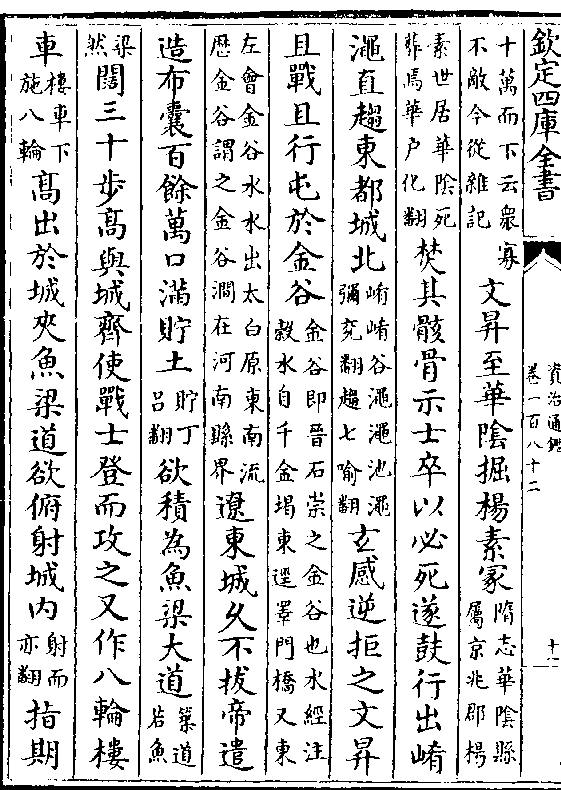 欽定四庫全書
資治通鑑
卷一百八十二
十萬而下云衆寡
不敵今從雜記
文昇至華陰掘楊素冢
隋志華陰縣
屬京兆郡楊
素世居華陰死
葬焉華户化翻
焚其骸骨示士卒以必死遂鼓行出崤
澠直趨東都城北
崤崤谷澠澠池澠
彌兖翻趨七喻翻
玄感逆拒之文昇
且戰且行屯於金谷
金谷即晉石崇之金谷也水經注
穀水自千金堨東逕睪門橋又東
左會金谷水水出太白原東南流
歴金谷謂之金谷澗在河南縣界
遼東城久不拔帝遣
造布囊百餘萬口滿貯土
貯丁
吕翻
欲積為魚梁大道
築道
若魚
梁
然
闊三十步髙與城齊使戰士登而攻之又作八輪樓
車
樓車下
施八輪
髙出於城夾魚梁道欲俯射城内
射而
亦翻
指期